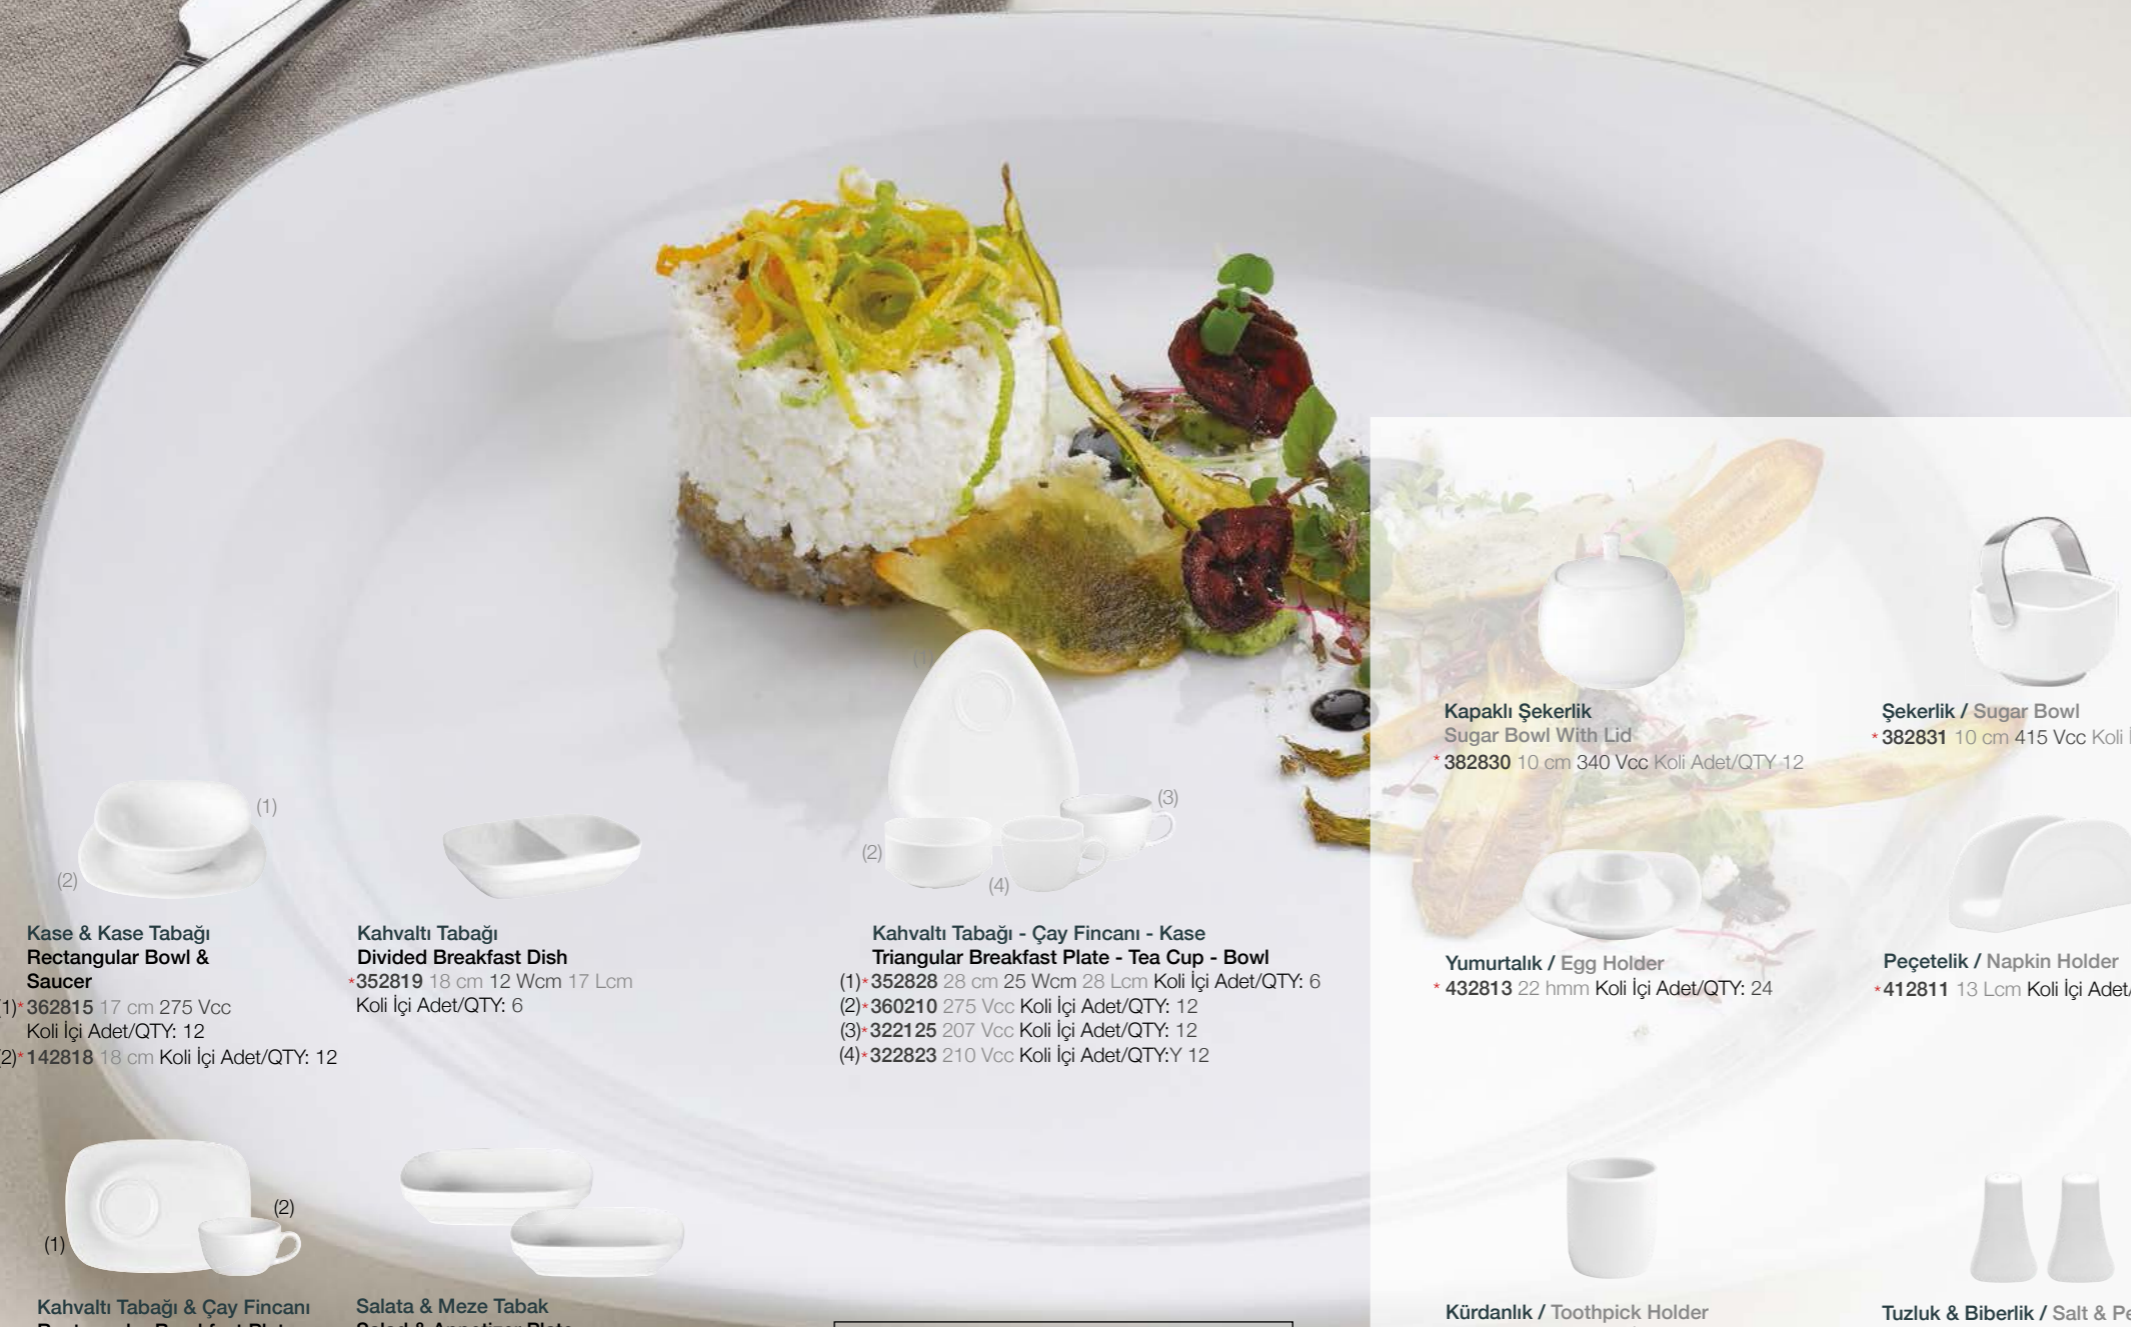 (1)
(2)
Kase & Kase Tabağı
Rectangular Bowl &
Saucer
(1)*362815 17 cm 275 Vcc
Koli İçi Adet/QTY: 12
(2)*142818 18 cm Koli İçi Adet/QTY: 12
Kahvaltı Tabağı
Divided Breakfast Dish
*352819 18 cm 12 Wcm 17 Lcm
Koli İçi Adet/QTY: 6
(1)
(3)
(2)
(4)
Kahvaltı Tabağı - Çay Fincanı - Kase
Triangular Breakfast Plate - Tea Cup - Bowl
(1)*352828 28 cm 25 Wcm 28 Lcm Koli İçi Adet/QTY: 6
(2)*360210 275 Vcc Koli İçi Adet/QTY: 12
(3)*322125 207 Vcc Koli İçi Adet/QTY: 12
(4)*322823 210 Vcc Koli İçi Adet/QTY:Y 12
Kapaklı Şekerlik
Sugar Bowl With Lid
*382830 10 cm 340 Vcc Koli Adet/QTY 12
Şekerlik / Sugar Bowl
*382831 10 cm 415 Vcc Koli
Yumurtalık / Egg Holder
*432813 22 hmm Koli İçi Adet/QTY: 24
Peçetelik / Napkin Holder
*412811 13 Lcm Koli İçi Adet/
(2)
(1)
Kahvaltı Tabağı & Çay Fincanı
Rectangular Breakfast Plate
Salata & Meze Tabak
Salad & Appetizer Plate
Kürdanlık / Toothpick Holder
Tuzluk & Biberlik / Salt & Pe